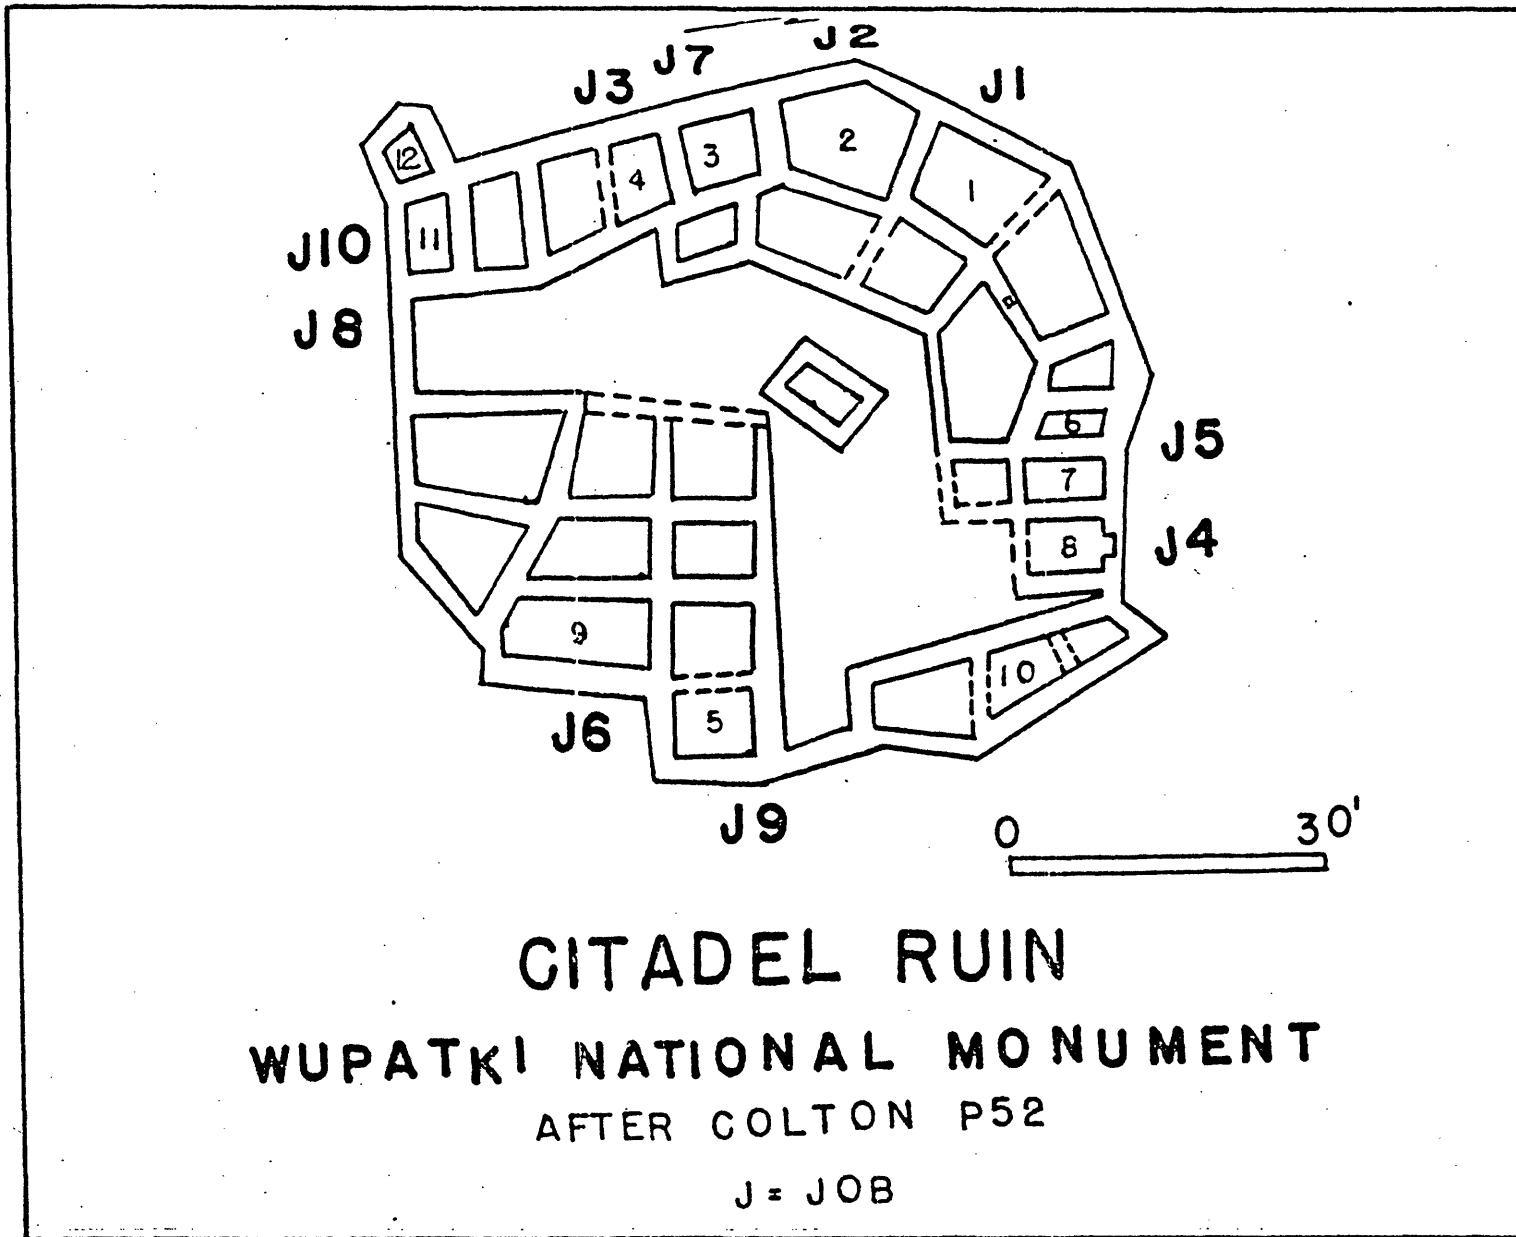 J2
J7
J3
J1
2
3
12
4
1
11
J10
J8
6
J5
7
8
J4
9
10
5
J6
J9
0 30'
CITADEL RUIN
WUPATKI NATIONAL MONUMENT
AFTER COLTON P52
J = JOB